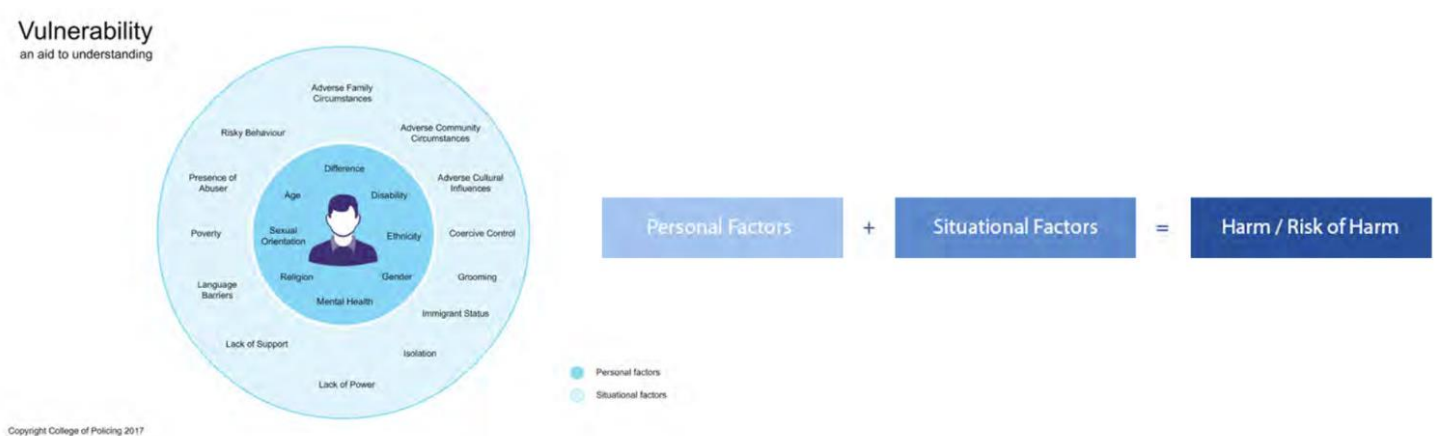 Vulnerability
an aid to understanding
Adverse Family
Circumstances
Risky Behaviour
Adverse Community
Circumstances
Presence of
Abuser
Adverse Cultural
Influences
Poverty
Coercive Control
Language
Barriers
Grooming
Immigrant Status
Lack of Support
Isolation
Lack of Power
Difference
Age
Disability
Sexual
Orientation
Ethnicity
Religion
Gender
Mental Health
Personal factors
Situational factors
Personal Factors
+
Situational Factors
=
Harm / Risk of Harm
Copyright College of Policing 2017